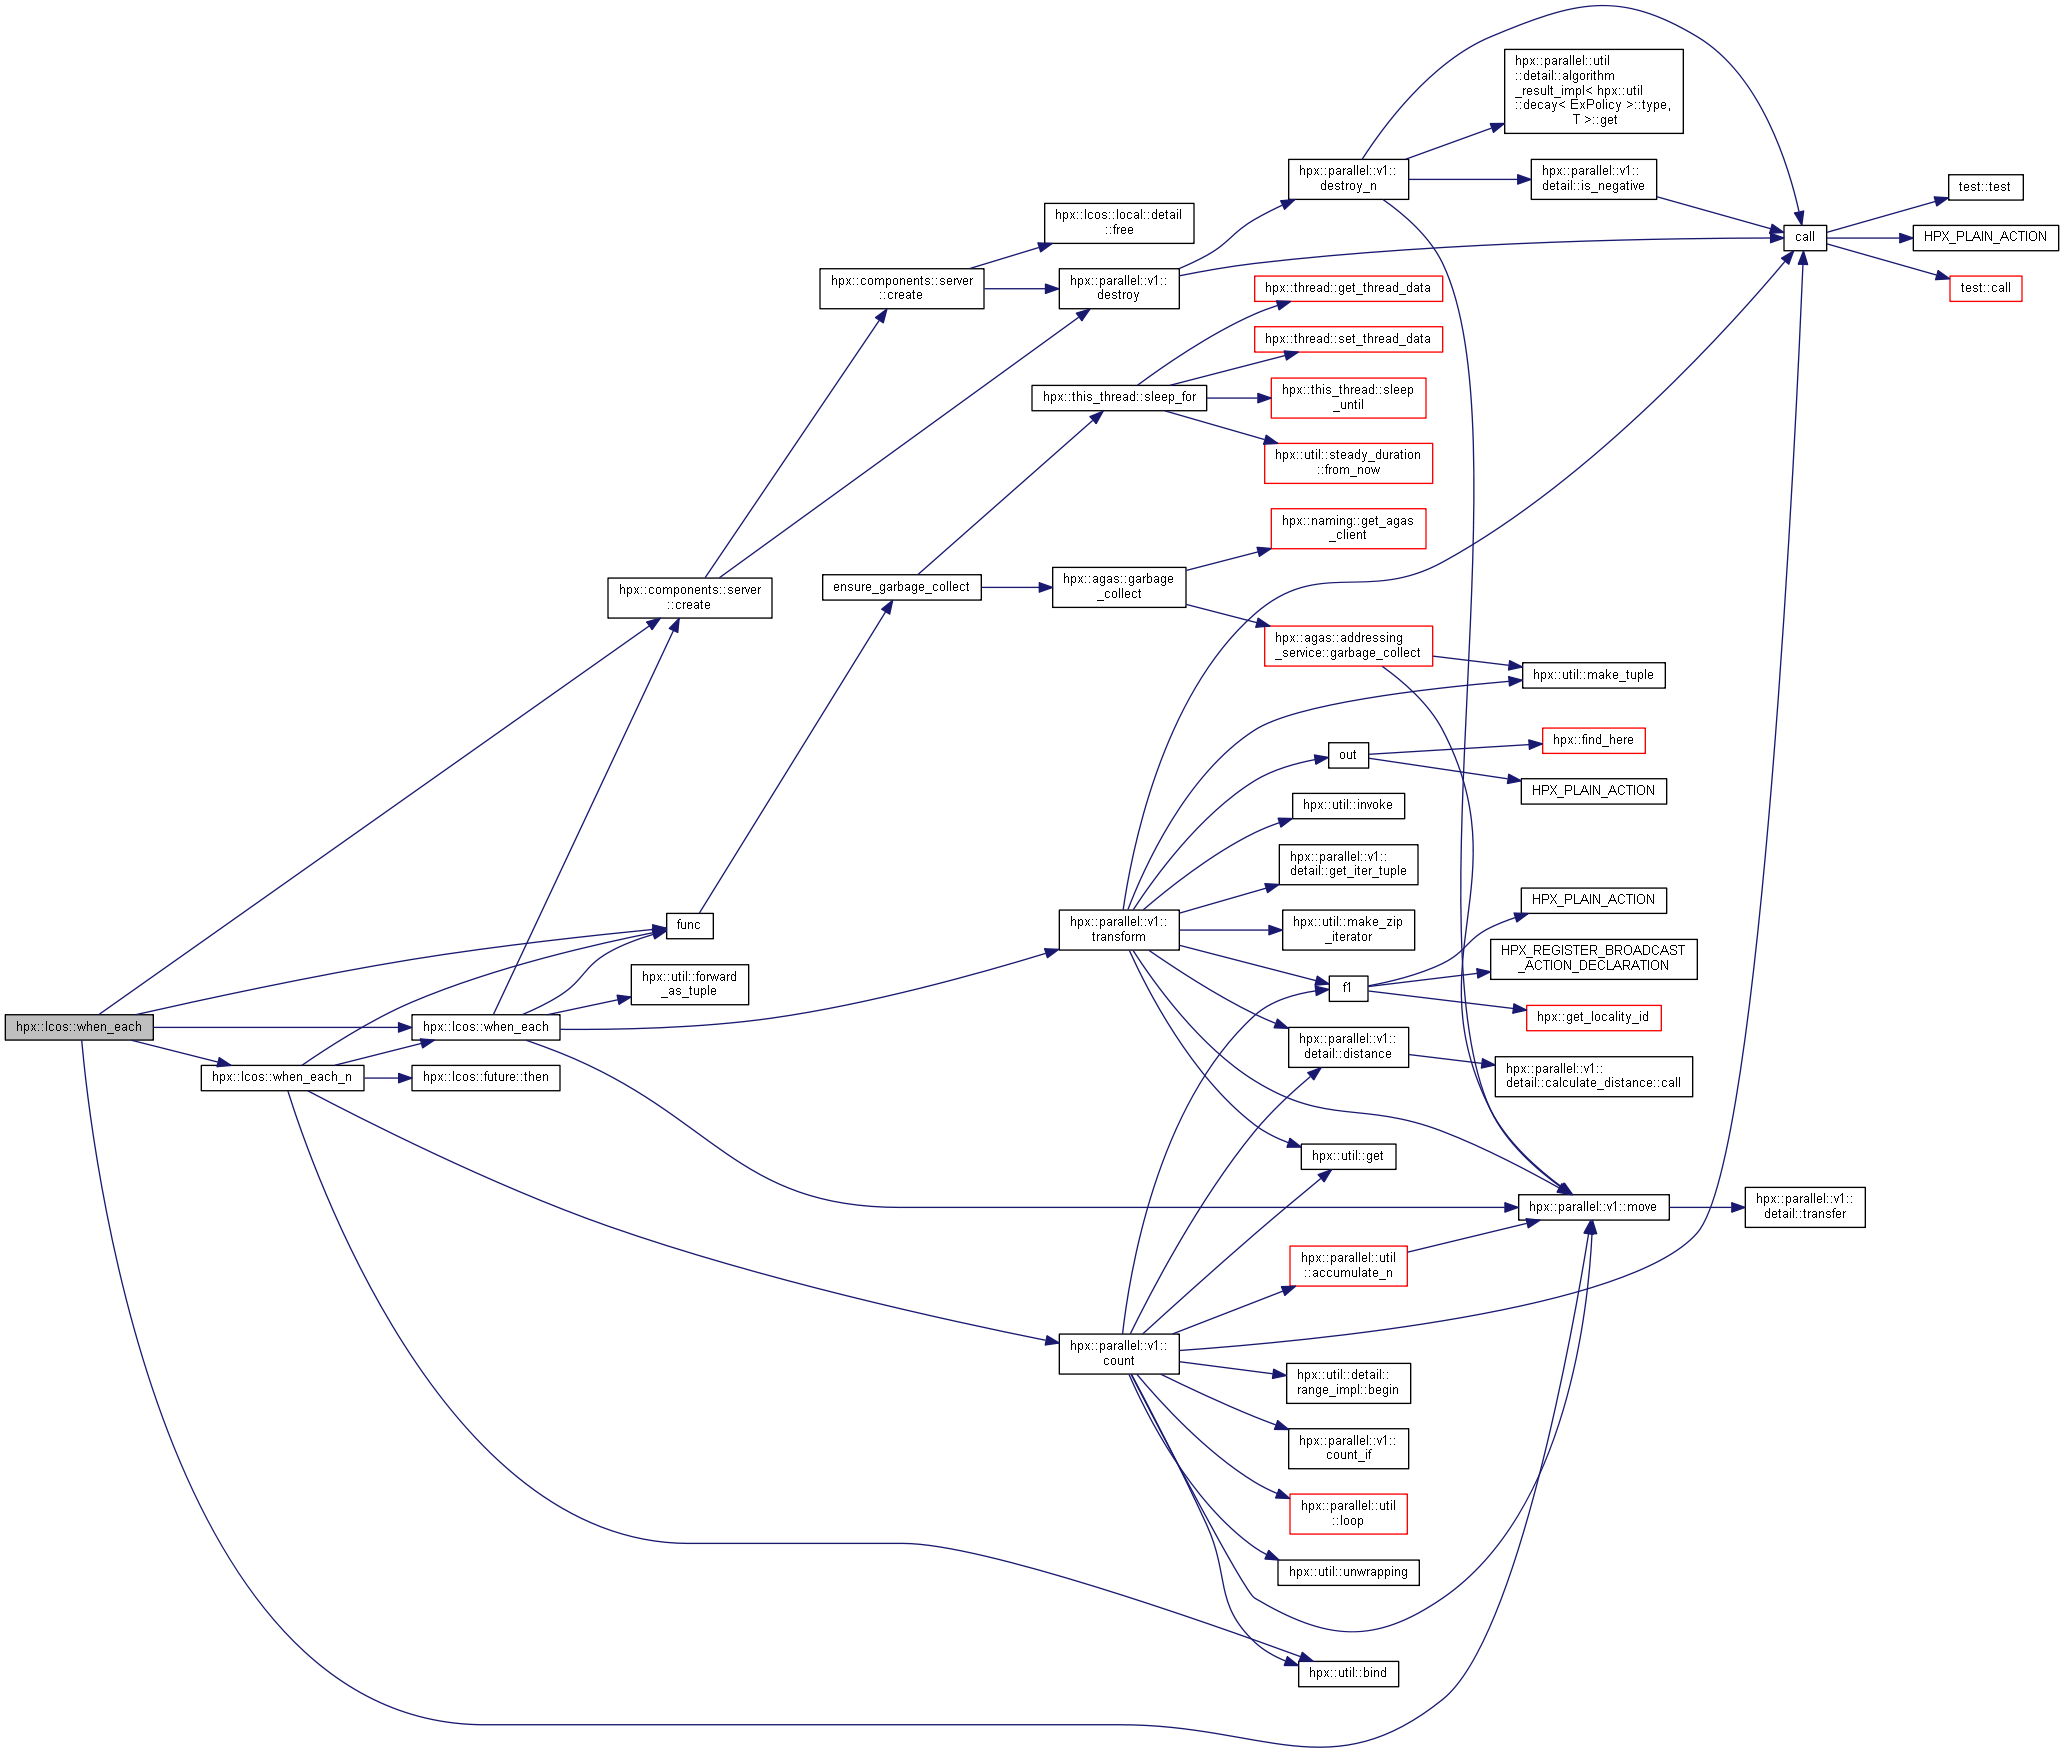 hpx::lcos::when_each
hpx::lcos::when_each_n
hpx::lcos::when_each
hpx::lcos::future::then
hpx::components::server
::create
func
hpx::util::forward
_as_tuple
hpx::components::server
::create
ensure_garbage_collect
hpx::lcos::local::detail
::free
hpx::parallel::v1::
destroy
hpx::this_thread::sleep_for
hpx::agas::garbage
_collect
hpx::parallel::v1::
transform
hpx::parallel::v1::
count
hpx::parallel::v1::
destroy_n
hpx::thread::get_thread_data
hpx::thread::set_thread_data
hpx::this_thread::sleep
_until
hpx::util::steady_duration
::from_now
hpx::naming::get_agas
_client
hpx::agas::addressing
_service::garbage_collect
out
hpx::util::invoke
hpx::parallel::v1::
detail::get_iter_tuple
hpx::util::make_zip
_iterator
f1
hpx::parallel::v1::
detail::distance
hpx::util::get
hpx::parallel::util
::accumulate_n
hpx::util::detail::
range_impl::begin
hpx::parallel::v1::
count_if
hpx::parallel::util
::loop
hpx::util::unwrapping
hpx::util::bind
hpx::parallel::util
::detail::algorithm
_result_impl< hpx::util
::decay< ExPolicy >::type,
T >::get
hpx::parallel::v1::
detail::is_negative
hpx::util::make_tuple
hpx::find_here
HPX_PLAIN_ACTION
HPX_PLAIN_ACTION
HPX_REGISTER_BROADCAST
_ACTION_DECLARATION
hpx::get_locality_id
hpx::parallel::v1::
detail::calculate_distance::call
hpx::parallel::v1::move
call
hpx::parallel::v1::
detail::transfer
test::test
HPX_PLAIN_ACTION
test::call